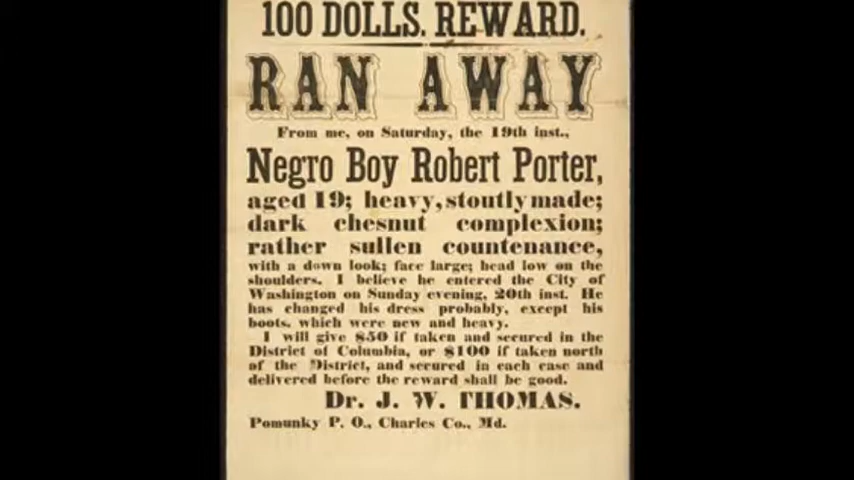 100 DOLLS. REWARD.
RAN AWAY
From me, on Saturday, the 19th inst.,
Negro Boy Robert Porter,
aged 19; heavy, stoutly made;
dark chesnut complexion;
rather sullen countenance,
with a down look; face large; head low on the
shoulders. I believe he entered the City of
Washington on Sunday evening, 20th inst. He
has changed his dress probably, except his
boots, which were new and heavy.
I will give $50 if taken and secured in the
District of Columbia, or $100 if taken north
of the District, and secured in each case and
delivered before the reward shall be good.
Dr. J. W. THOMAS.
Pomunky P. O., Charles Co., Md.